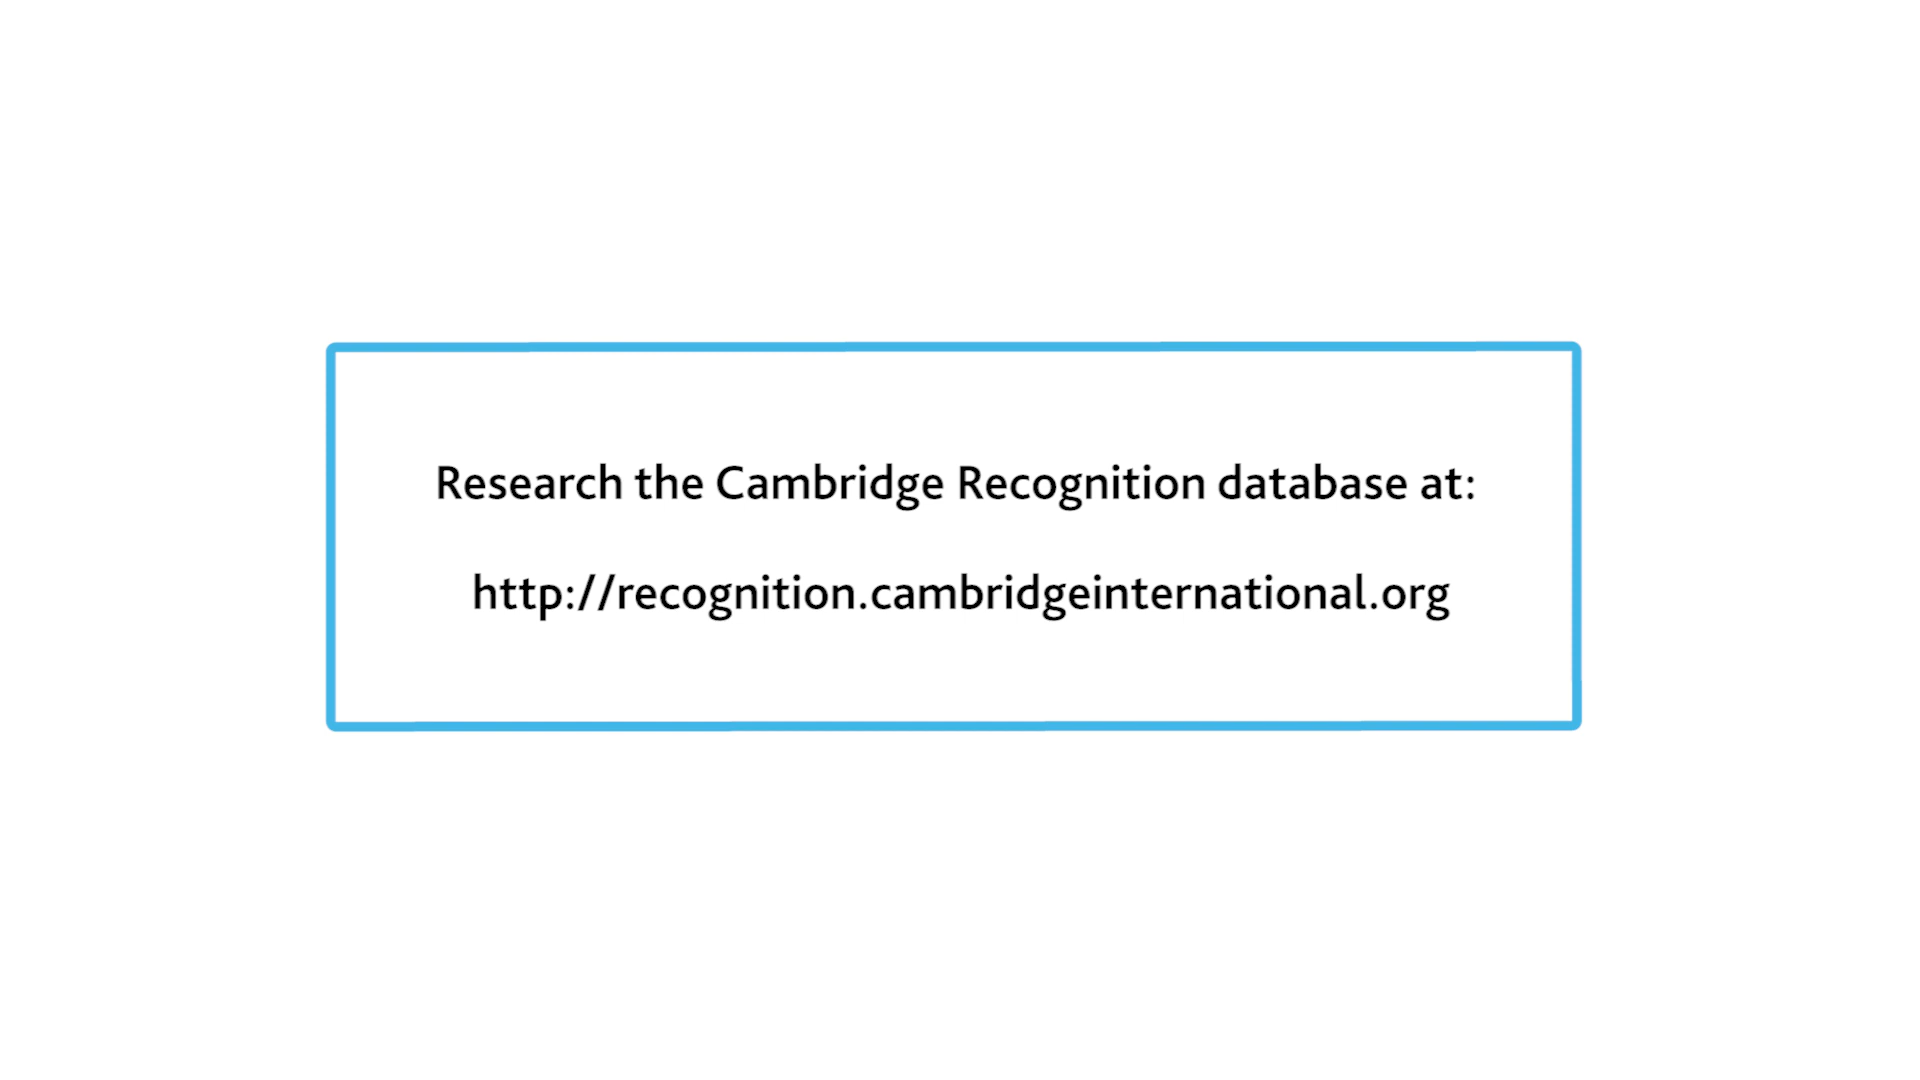 Research the Cambridge Recognition database at:
http://recognition.cambridgeinternational.org